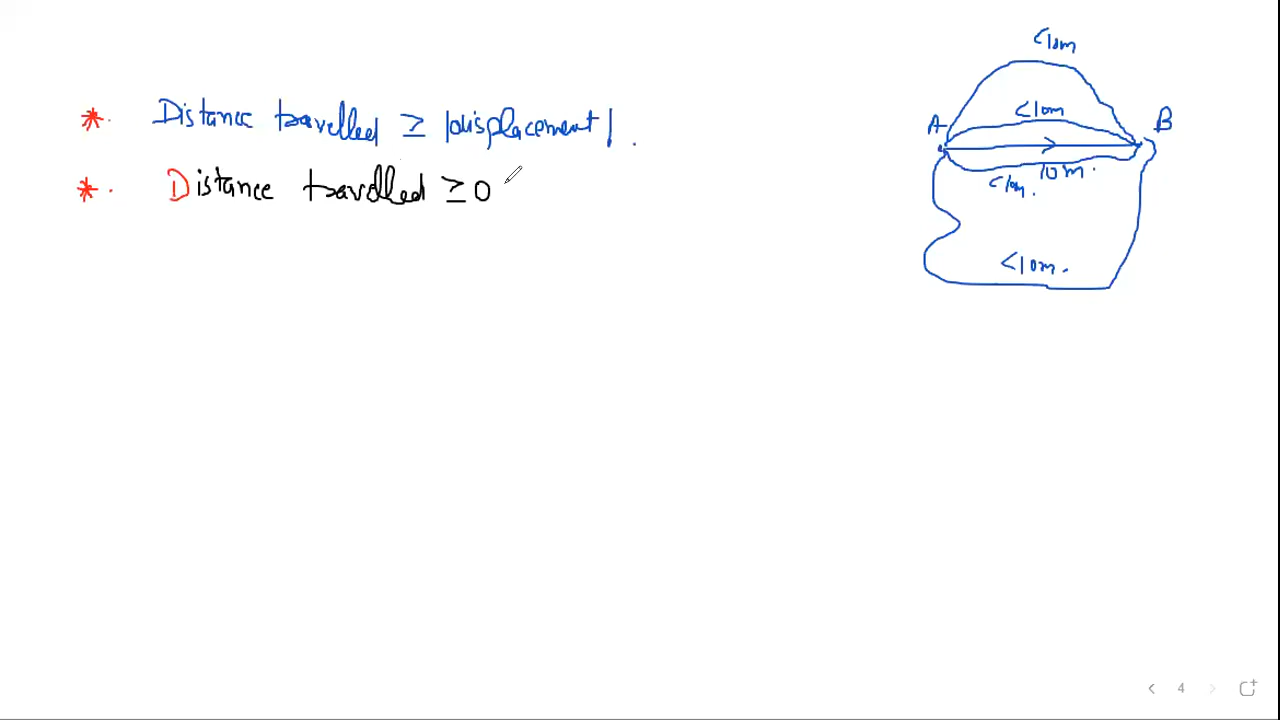 * Distance travelled ≥ |displacement|.
* Distance travelled ≥ 0
<10m
<10m
A B
10m.
<10m.
<10m.
4